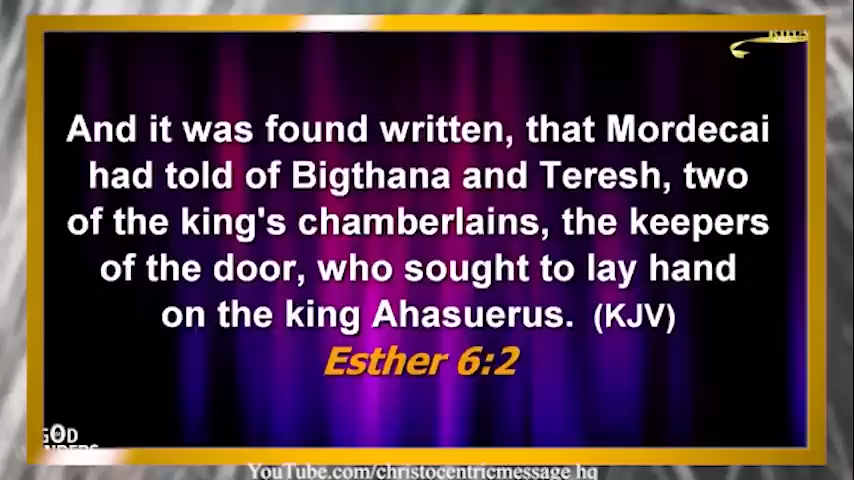 And it was found written, that Mordecai
had told of Bigthana and Teresh, two
of the king's chamberlains, the keepers
of the door, who sought to lay hand
on the king Ahasuerus. (KJV)
Esther 6:2
GOD
YouTube.com/christocentricmessage hq